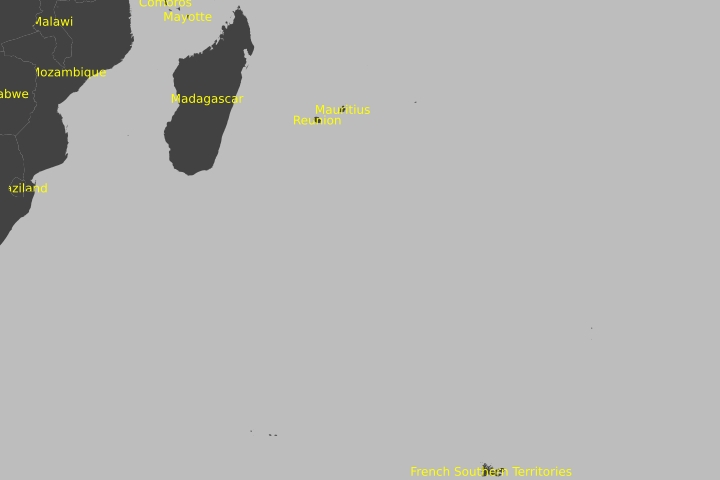 Comoros
Mayotte
Malawi
Mozambique
abwe
Madagascar
Mauritius
Reunion
aziland
French Southern Territories